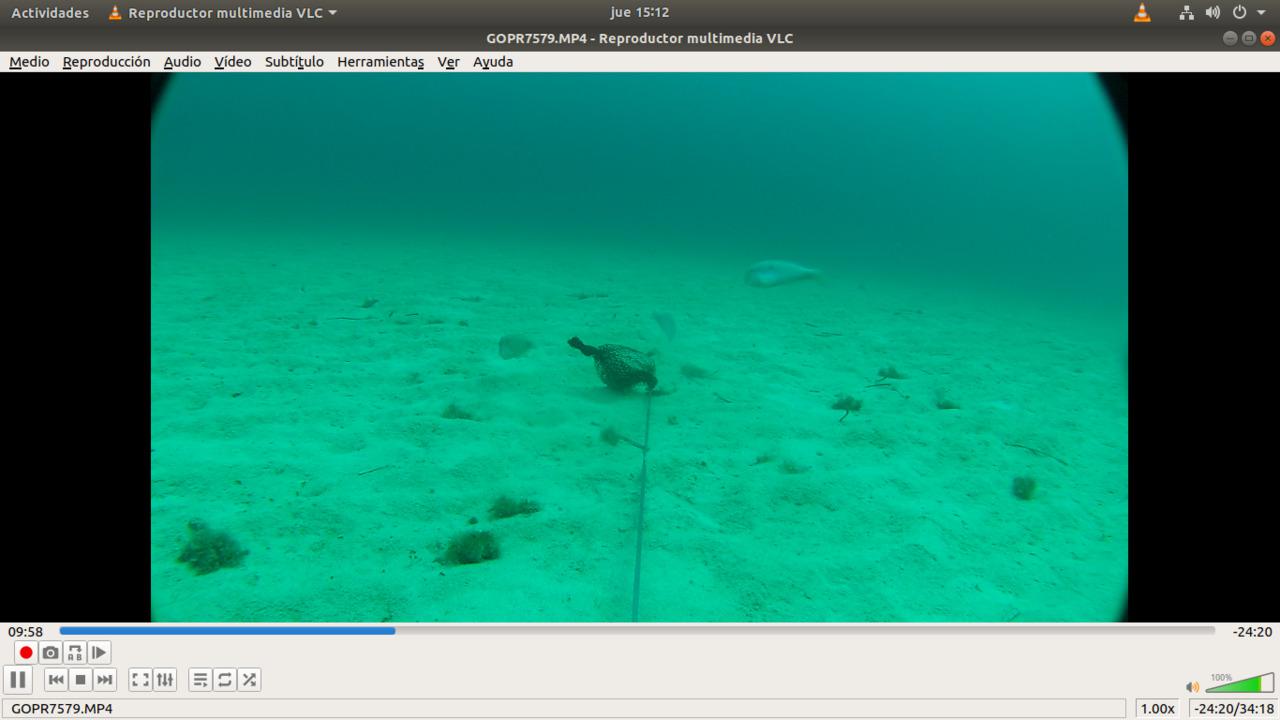 Actividades Reproductor multimedia VLC jue 15:12
GOPR7579.MP4 - Reproductor multimedia VLC
Medio Reproducción Audio Vídeo Subtítulo Herramientas Ver Ayuda
09:58 -24:20
A B
100%
GOPR7579.MP4 1.00x -24:20/34:18